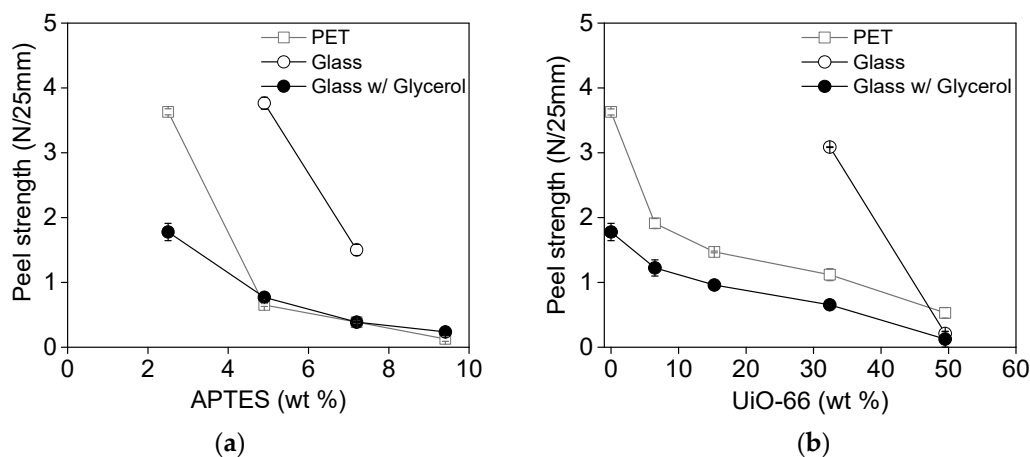 5
4
3
2
1
0
Peel strength (N/25mm)
PET
Glass
Glass w/ Glycerol
0 2 4 6 8 10
APTES (wt %)
(a)
5
4
3
2
1
0
Peel strength (N/25mm)
PET
Glass
Glass w/ Glycerol
0 10 20 30 40 50 60
UiO-66 (wt %)
(b)